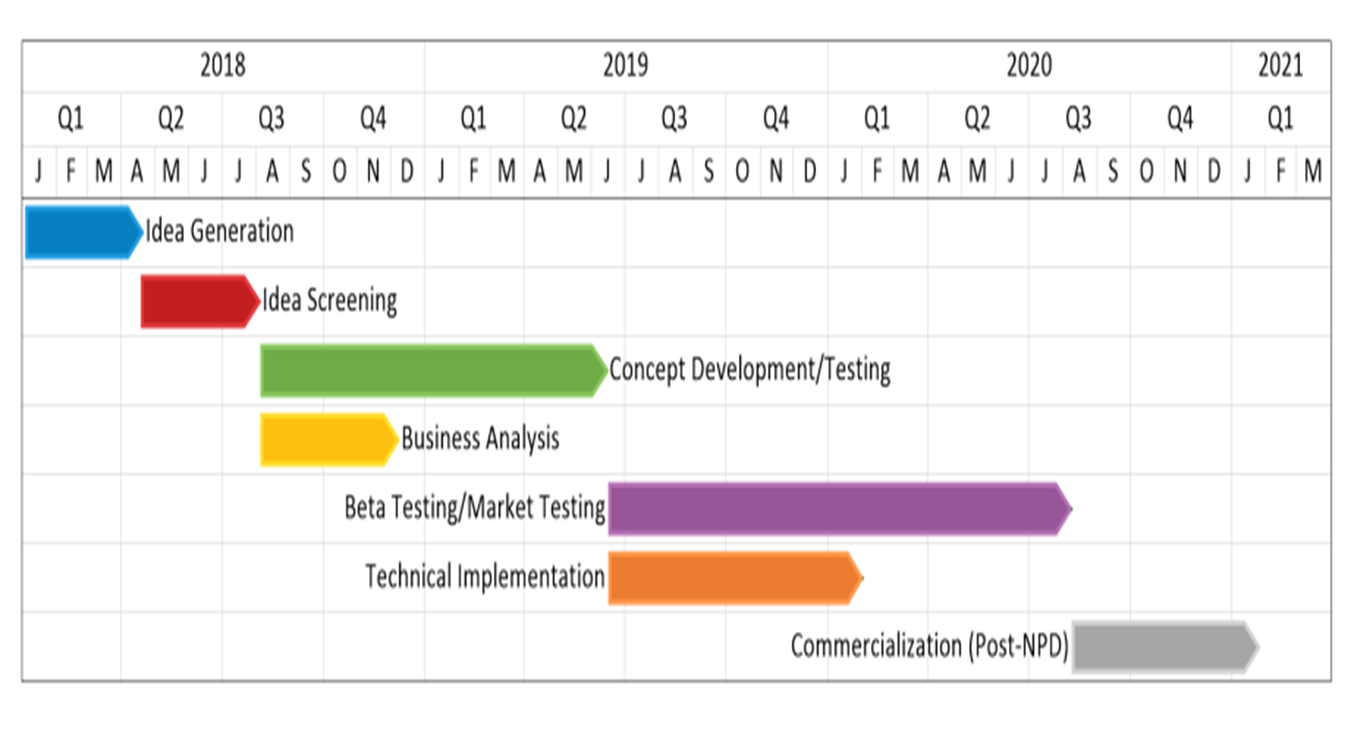 2018 2019 2020 2021
Q1 Q2 Q3 Q4 Q1 Q2 Q3 Q4 Q1 Q2 Q3 Q4 Q1
J F M A M J J A S O N D J F M A M J J A S O N D J F M A M J J A S O N D J F M
Idea Generation
Idea Screening
Concept Development/Testing
Business Analysis
Beta Testing/Market Testing
Technical Implementation
Commercialization (Post-NPD)